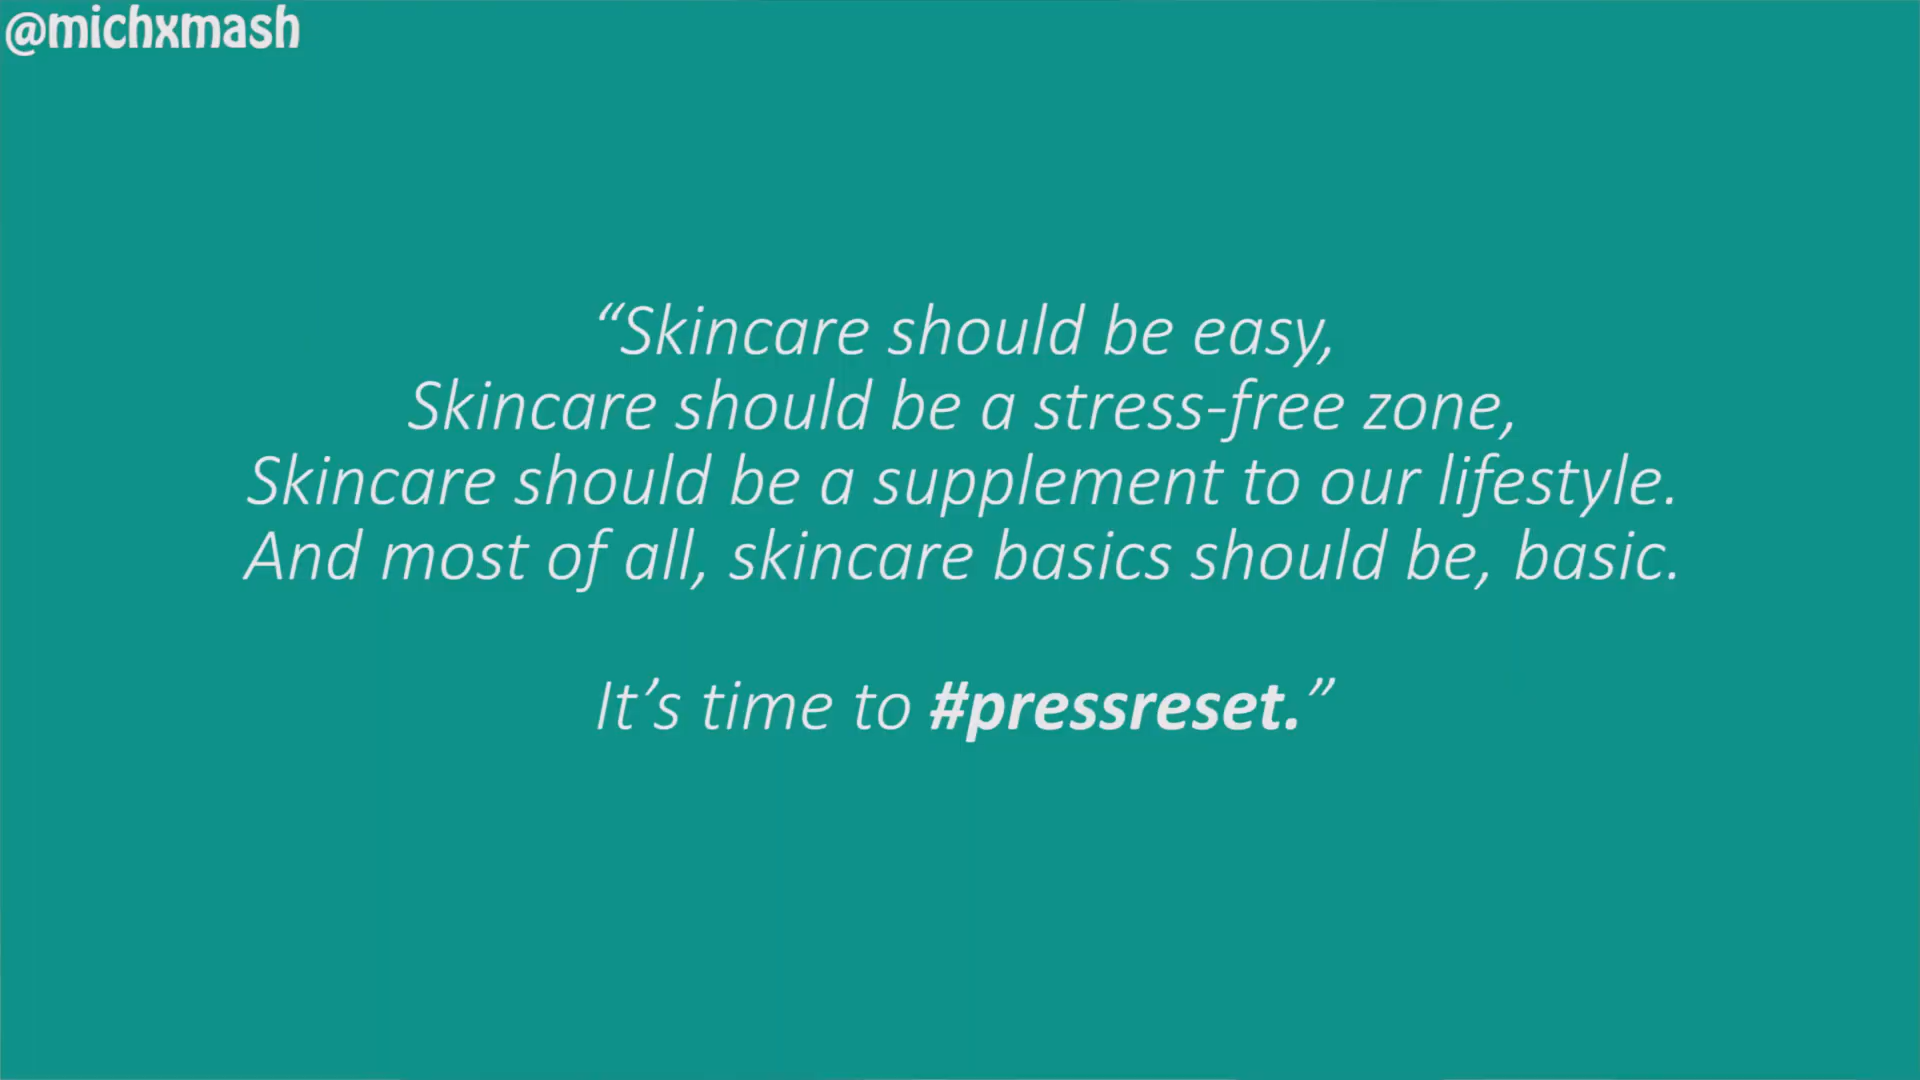 @michxmash
“Skincare should be easy,
Skincare should be a stress-free zone,
Skincare should be a supplement to our lifestyle.
And most of all, skincare basics should be, basic.
It’s time to #pressreset.”